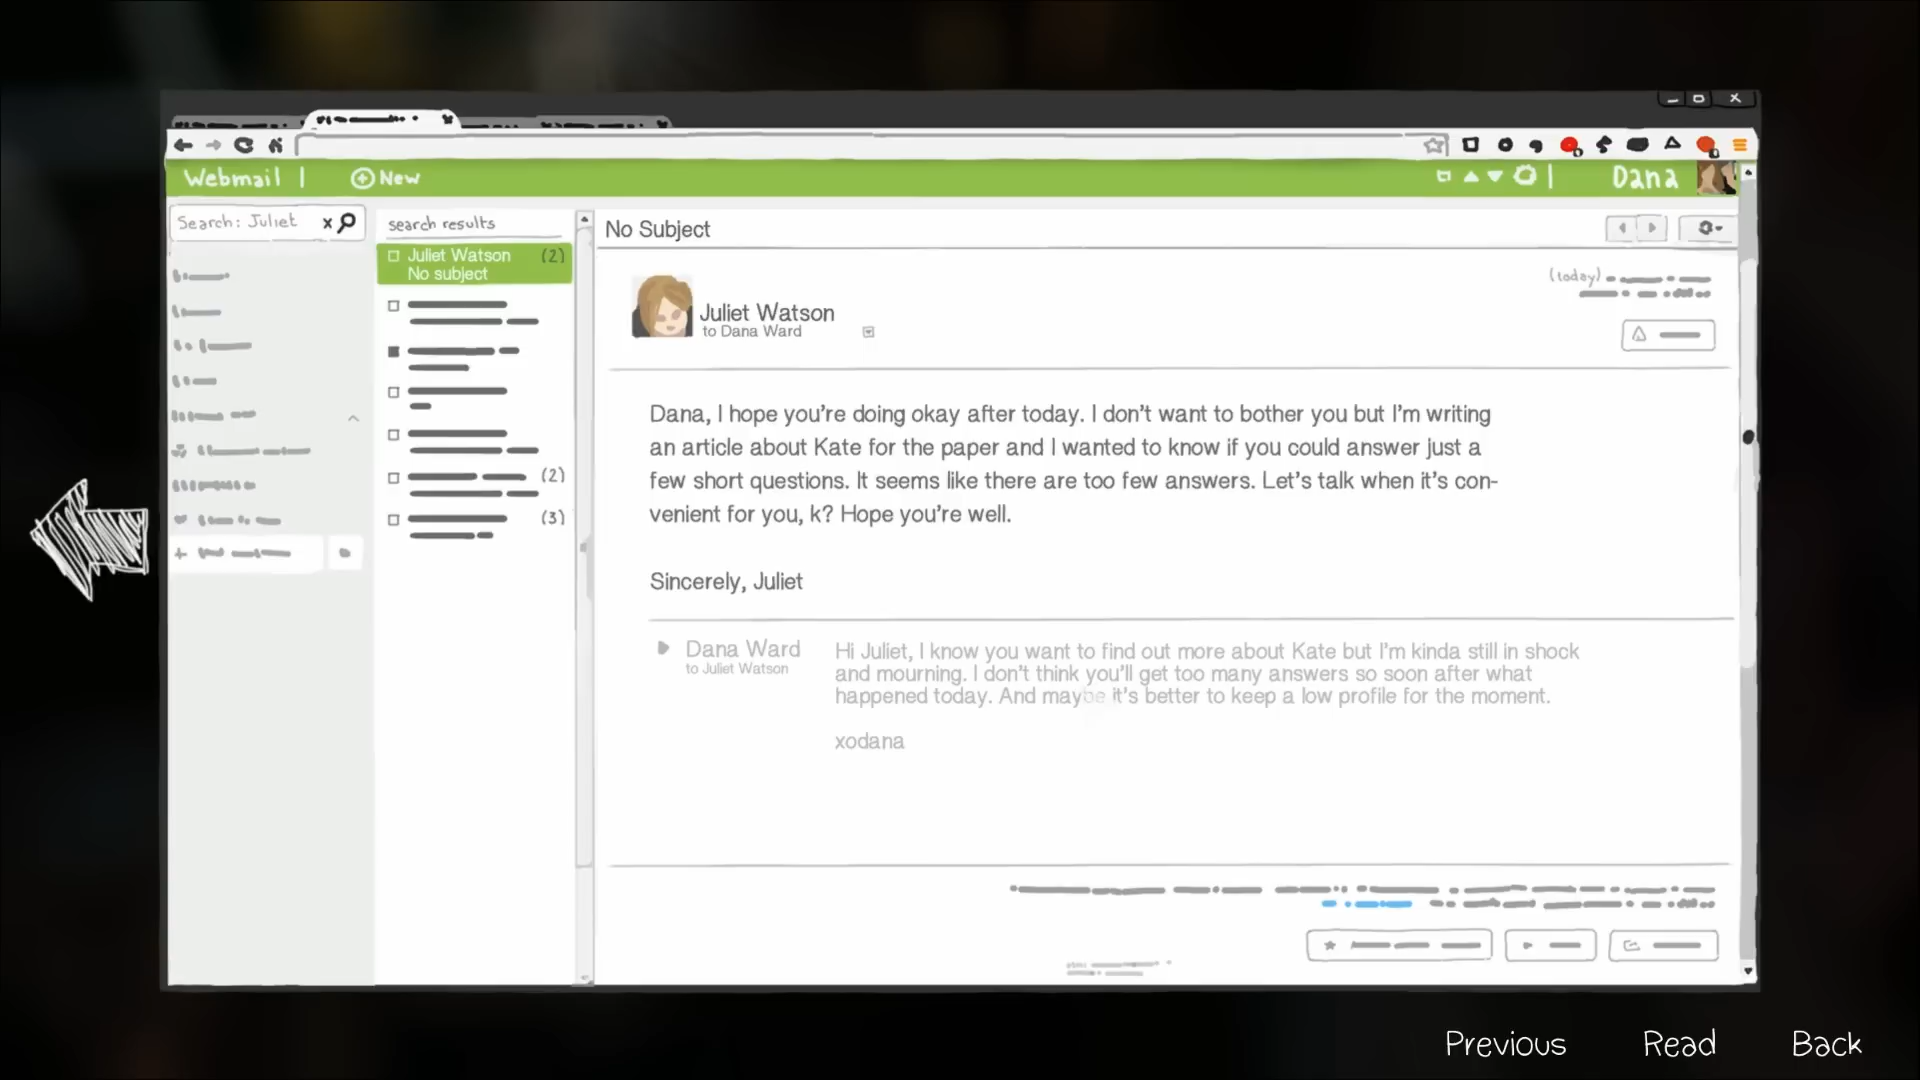 Webmail |
New
Dana
Search: Juliet x
search results
Juliet Watson (2)
No subject
(2)
(3)
No Subject
Juliet Watson
to Dana Ward
(today)
Dana, I hope you're doing okay after today. I don't want to bother you but I'm writing
an article about Kate for the paper and I wanted to know if you could answer just a
few short questions. It seems like there are too few answers. Let's talk when it's con-
venient for you, k? Hope you're well.
Sincerely, Juliet
Dana Ward
to Juliet Watson
Hi Juliet, I know you want to find out more about Kate but I'm kinda still in shock
and mourning. I don't think you'll get too many answers so soon after what
happened today. And maybe it's better to keep a low profile for the moment.
xodana
Previous
Read
Back